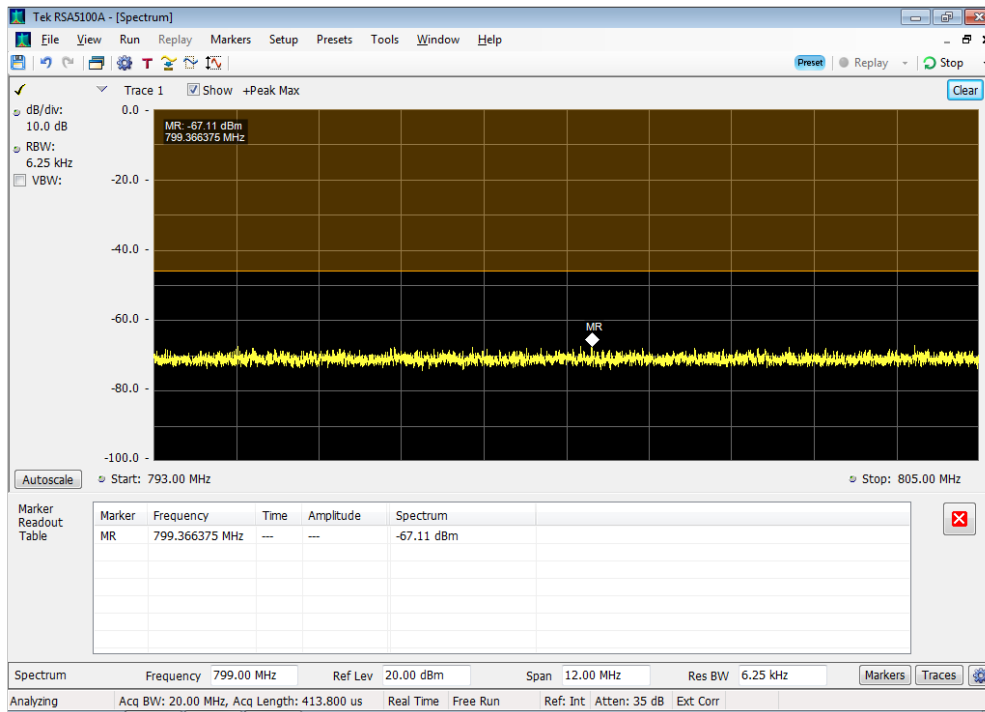 Tek RSA5100A - [Spectrum]
File View Run Replay Markers Setup Presets Tools Window Help
T Preset Replay Stop
Trace 1 Show +Peak Max Clear
dB/div:
10.0 dB
RBW:
6.25 kHz
VBW:
0.0 -
-20.0 -
-40.0 -
-60.0 -
-80.0 -
-100.0 -
MR: -67.11 dBm
799.366375 MHz
MR
Autoscale Start: 793.00 MHz Stop: 805.00 MHz
Marker
Readout
Table
Marker Frequency Time Amplitude Spectrum
MR 799.366375 MHz --- --- -67.11 dBm
Spectrum Frequency 799.00 MHz Ref Lev 20.00 dBm Span 12.00 MHz Res BW 6.25 kHz Markers Traces
Analyzing Acq BW: 20.00 MHz, Acq Length: 413.800 us Real Time Free Run Ref: Int Atten: 35 dB Ext Corr